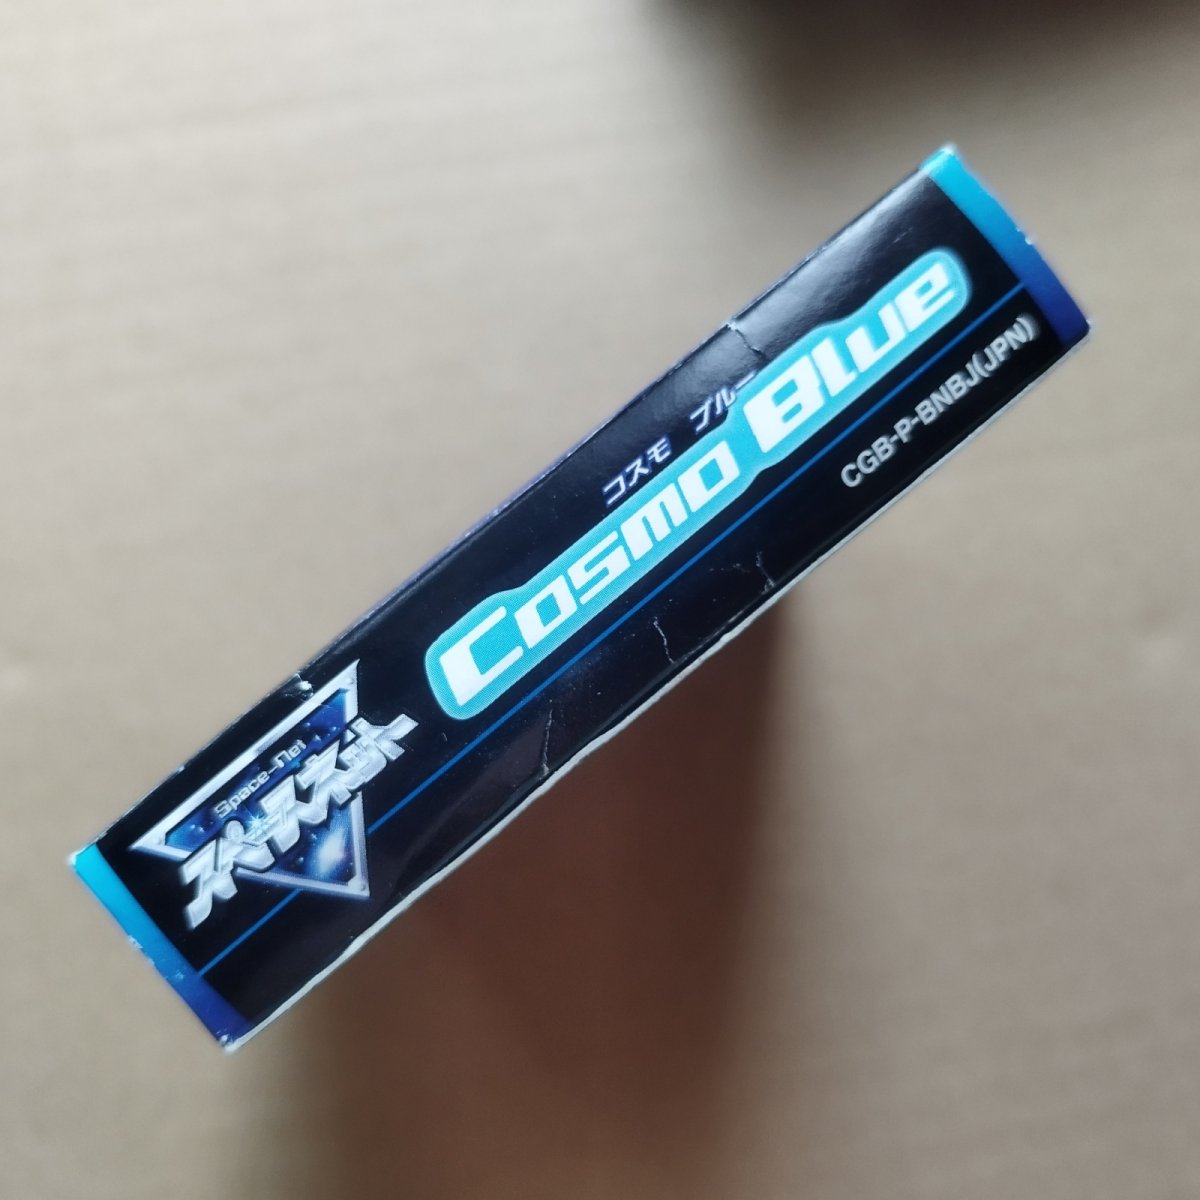 Space-Net
スペースネット
コスモ ブルー
Cosmo Blue
CGB-P-BNBJ(JPN)